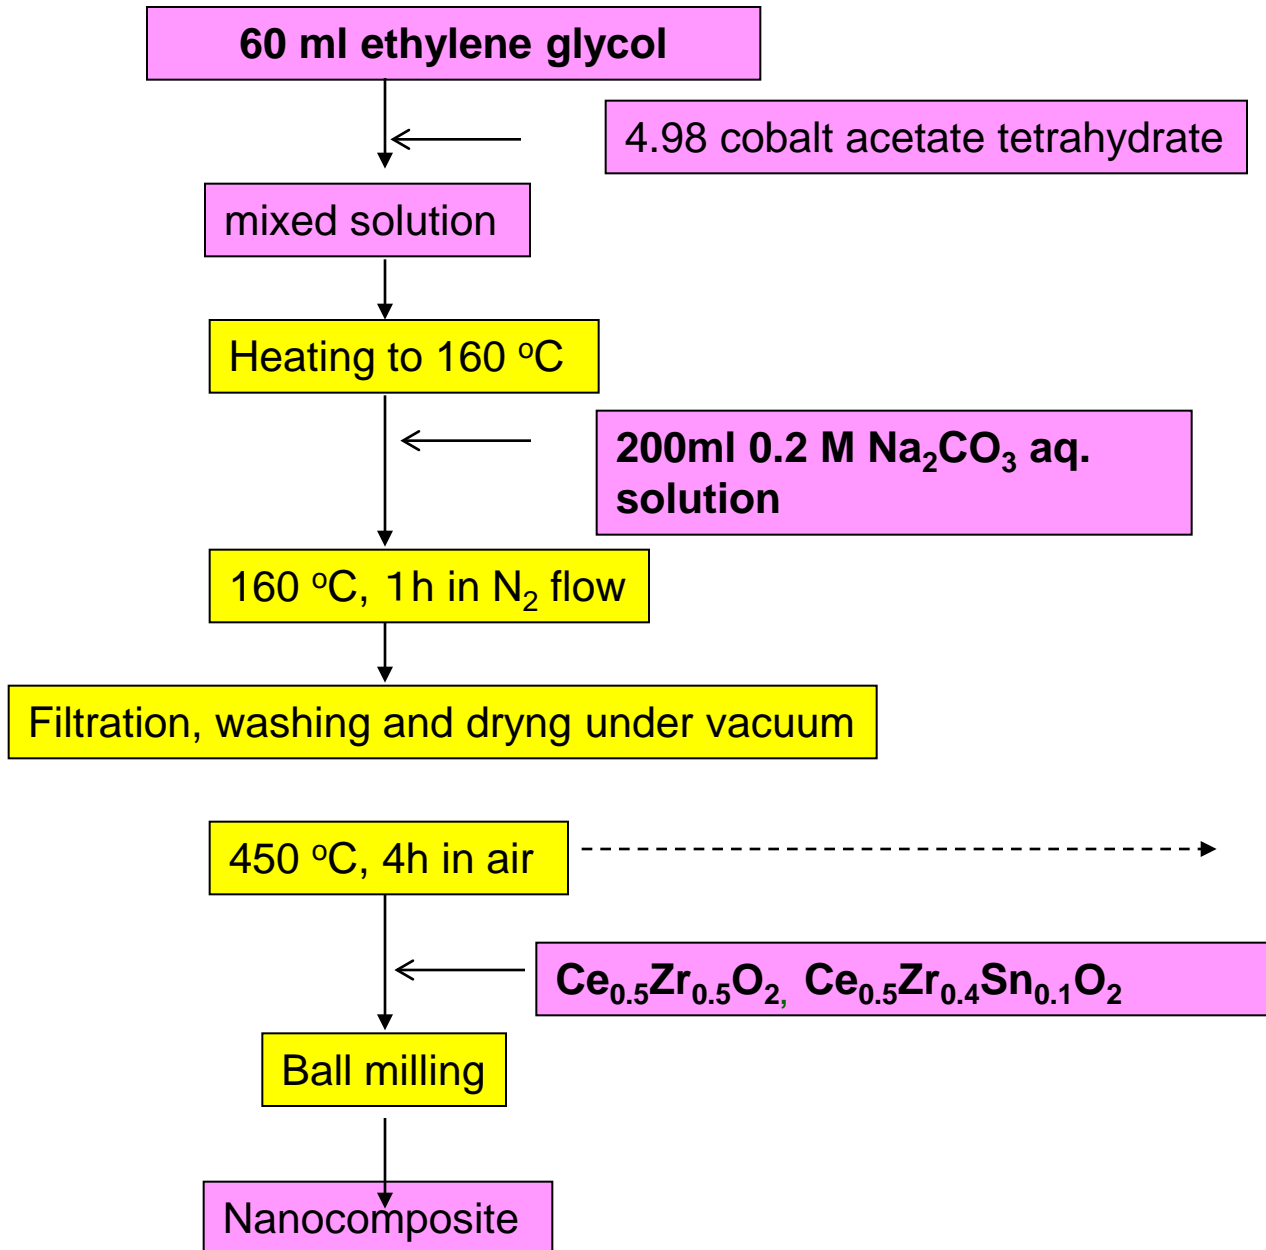 60 ml ethylene glycol
4.98 cobalt acetate tetrahydrate
mixed solution
Heating to 160 °C
200ml 0.2 M Na₂CO₃ aq.
solution
160 °C, 1h in N₂ flow
Filtration, washing and dryng under vacuum
450 °C, 4h in air
Ce₀.₅Zr₀.₅O₂, Ce₀.₅Zr₀.₄Sn₀.₁O₂
Ball milling
Nanocomposite